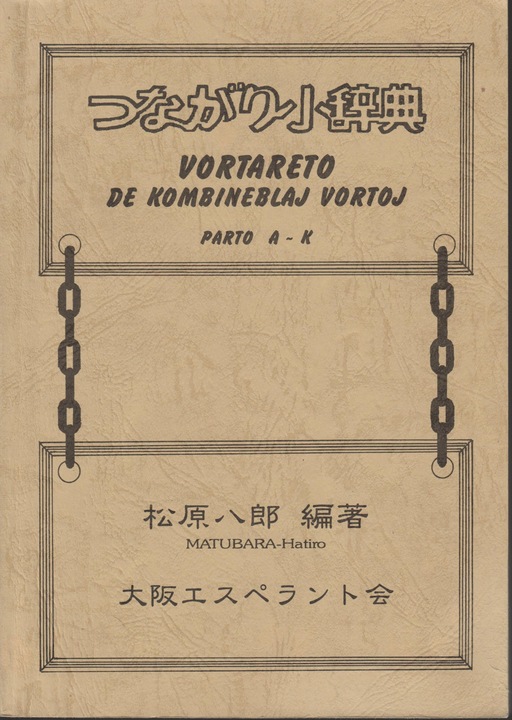 つながり小辞典
VORTARETO
DE KOMBINEBLAJ VORTOJ
PARTO A-K
松原八郎 編著
MATUBARA-Hatiro
大阪エスペラント会